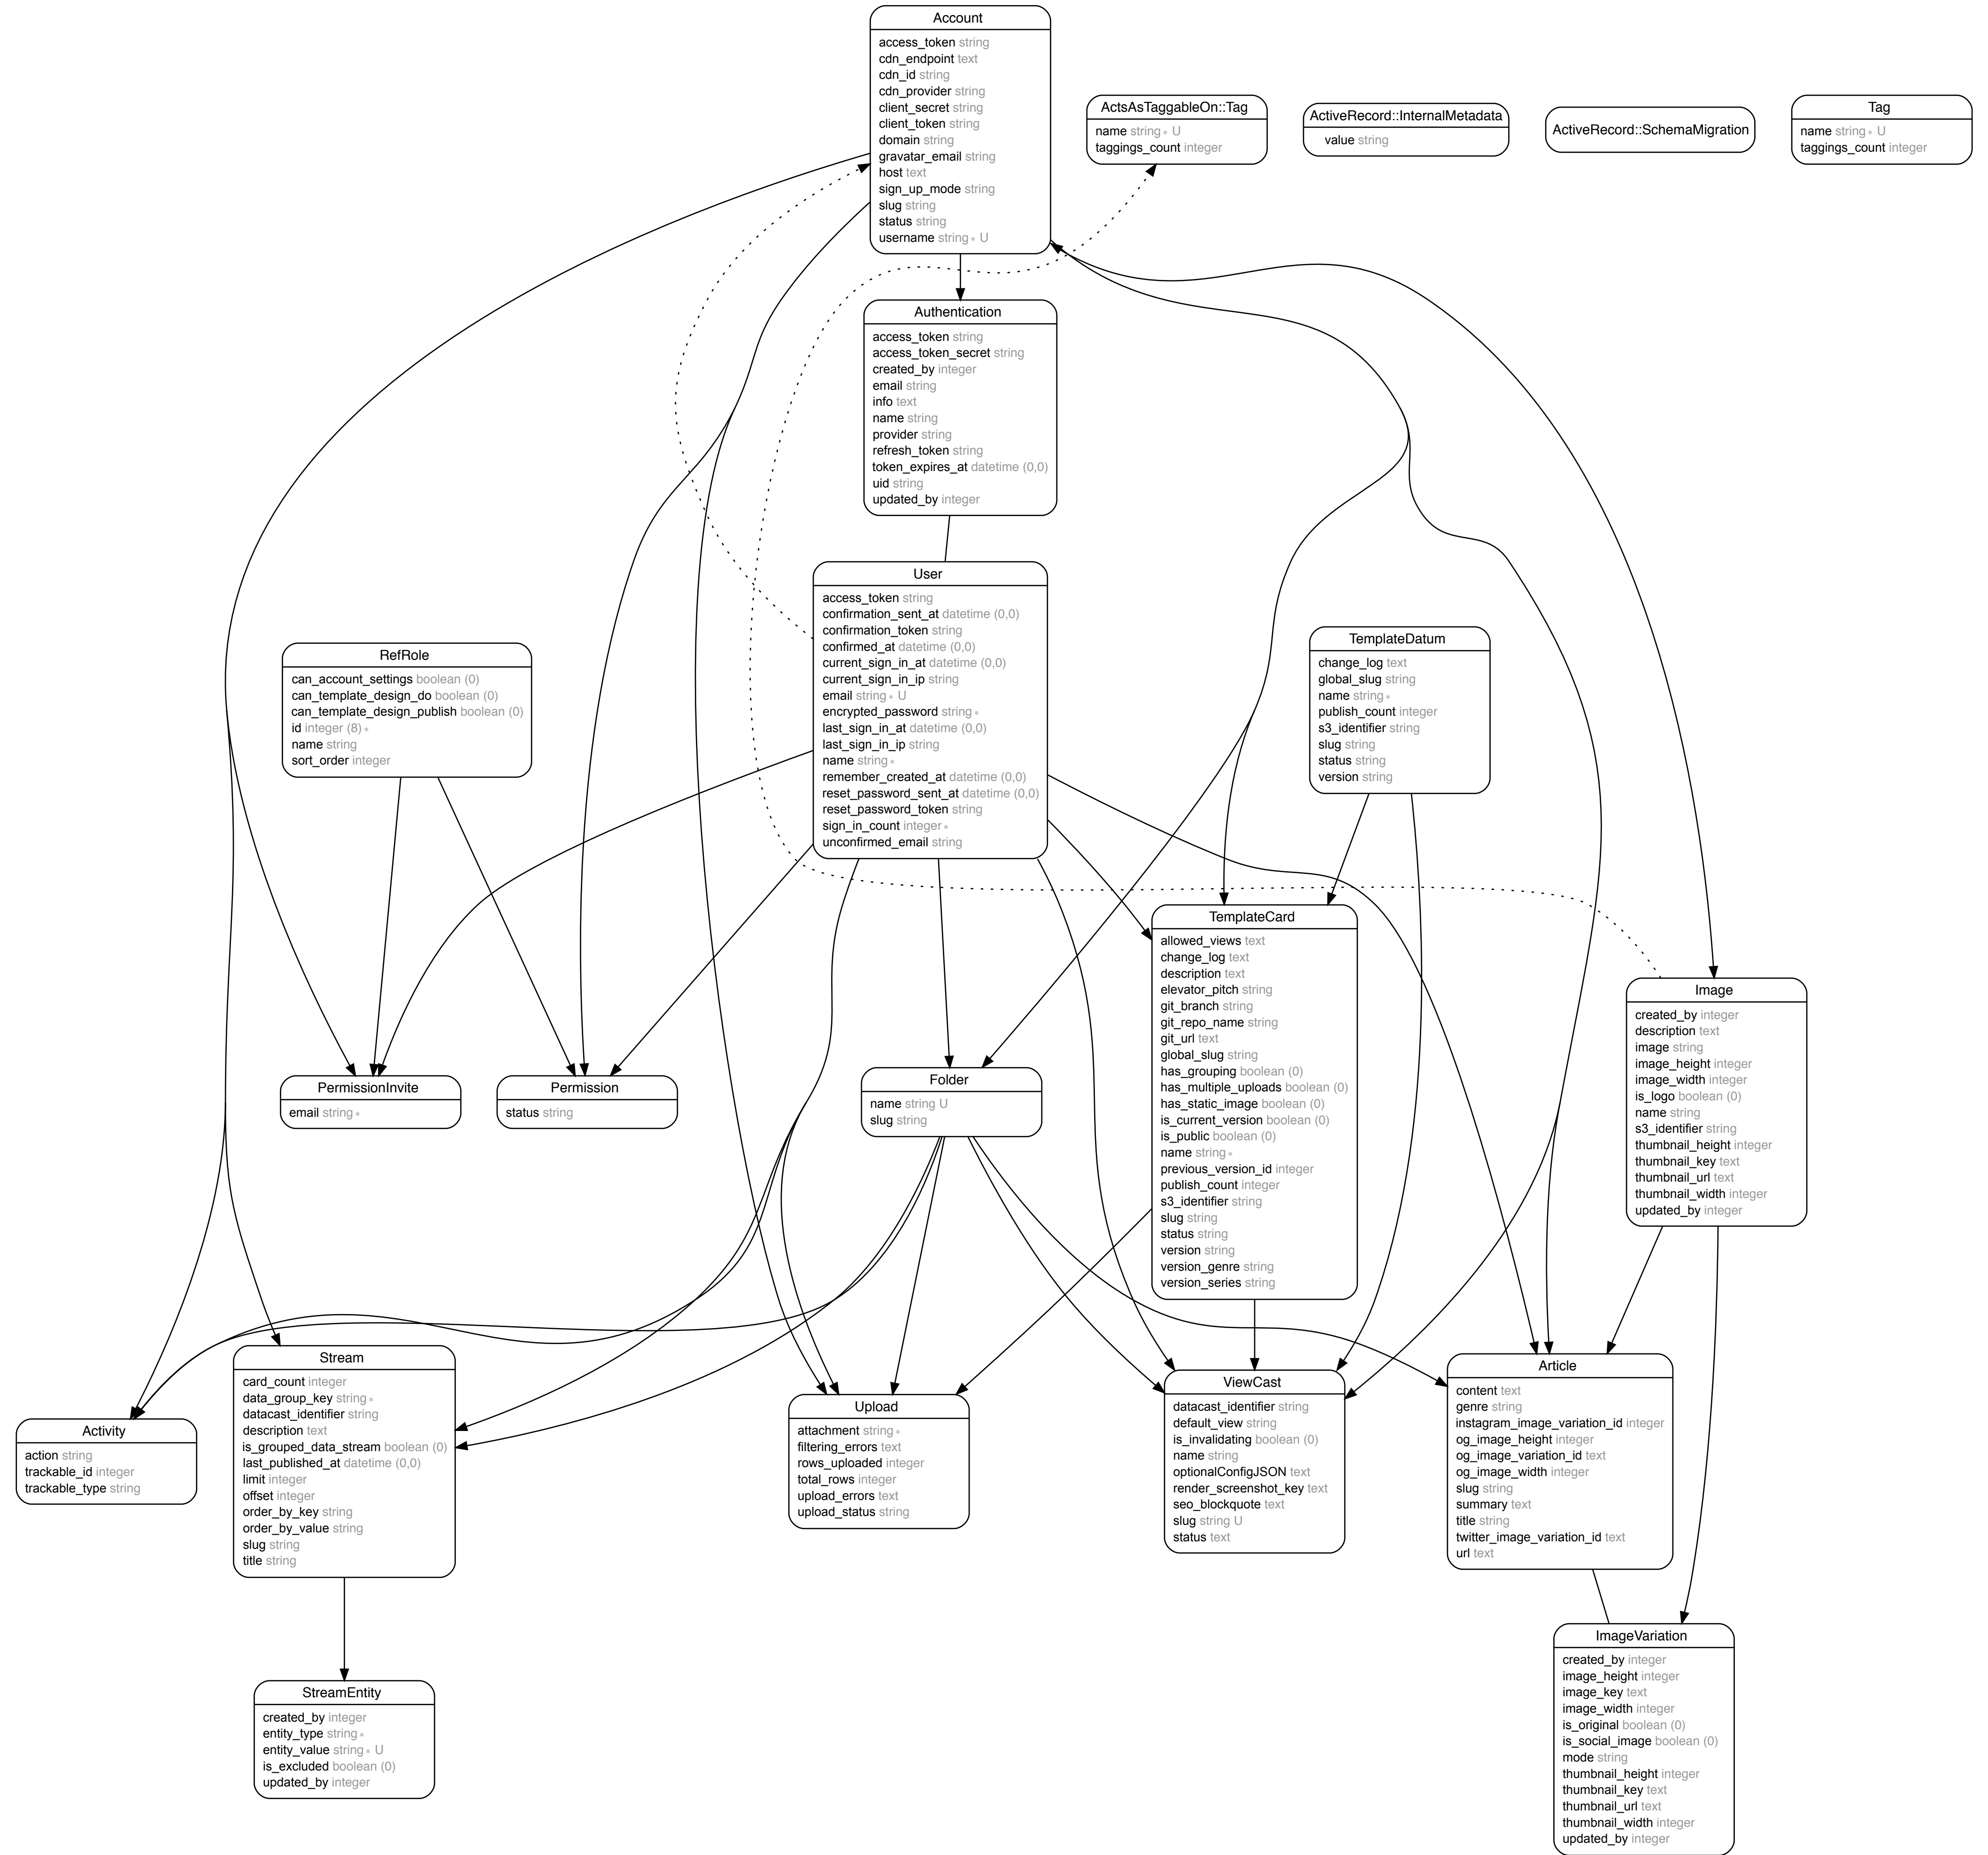 Account
access_token string
cdn_endpoint text
cdn_id string
cdn_provider string
client_secret string
client_token string
domain string
gravatar_email string
host text
sign_up_mode string
slug string
status string
username string * U
ActsAsTaggableOn::Tag
name string * U
taggings_count integer
ActiveRecord::InternalMetadata
value string
ActiveRecord::SchemaMigration
Tag
name string * U
taggings_count integer
Authentication
access_token string
access_token_secret string
created_by integer
email string
info text
name string
provider string
refresh_token string
token_expires_at datetime (0,0)
uid string
updated_by integer
User
access_token string
confirmation_sent_at datetime (0,0)
confirmation_token string
confirmed_at datetime (0,0)
current_sign_in_at datetime (0,0)
current_sign_in_ip string
email string * U
encrypted_password string *
last_sign_in_at datetime (0,0)
last_sign_in_ip string
name string *
remember_created_at datetime (0,0)
reset_password_sent_at datetime (0,0)
reset_password_token string
sign_in_count integer *
unconfirmed_email string
RefRole
can_account_settings boolean (0)
can_template_design_do boolean (0)
can_template_design_publish boolean (0)
id integer (8) *
name string
sort_order integer
TemplateDatum
change_log text
global_slug string
name string *
publish_count integer
s3_identifier string
slug string
status string
version string
TemplateCard
allowed_views text
change_log text
description text
elevator_pitch string
git_branch string
git_repo_name string
git_url text
global_slug string
has_grouping boolean (0)
has_multiple_uploads boolean (0)
has_static_image boolean (0)
is_current_version boolean (0)
is_public boolean (0)
name string *
previous_version_id integer
publish_count integer
s3_identifier string
slug string
status string
version string
version_genre string
version_series string
Image
created_by integer
description text
image string
image_height integer
image_width integer
is_logo boolean (0)
name string
s3_identifier string
thumbnail_height integer
thumbnail_key text
thumbnail_url text
thumbnail_width integer
updated_by integer
PermissionInvite
email string *
Permission
status string
Folder
name string U
slug string
Stream
card_count integer
data_group_key string *
datacast_identifier string
description text
is_grouped_data_stream boolean (0)
last_published_at datetime (0,0)
limit integer
offset integer
order_by_key string
order_by_value string
slug string
title string
Activity
action string
trackable_id integer
trackable_type string
Upload
attachment string *
filtering_errors text
rows_uploaded integer
total_rows integer
upload_errors text
upload_status string
ViewCast
datacast_identifier string
default_view string
is_invalidating boolean (0)
name string
optionalConfigJSON text
render_screenshot_key text
seo_blockquote text
slug string U
status text
Article
content text
genre string
instagram_image_variation_id integer
og_image_height integer
og_image_variation_id text
og_image_width integer
slug string
summary text
title string
twitter_image_variation_id text
url text
StreamEntity
created_by integer
entity_type string *
entity_value string * U
is_excluded boolean (0)
updated_by integer
ImageVariation
created_by integer
image_height integer
image_key text
image_width integer
is_original boolean (0)
is_social_image boolean (0)
mode string
thumbnail_height integer
thumbnail_key text
thumbnail_url text
thumbnail_width integer
updated_by integer